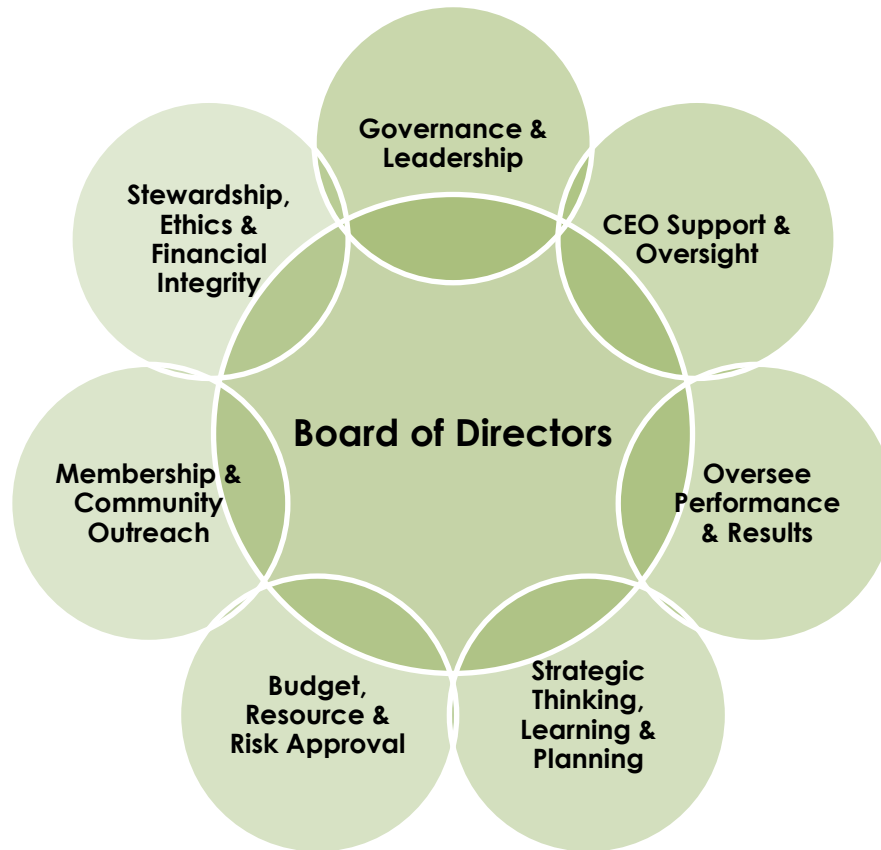 Governance &
Leadership
CEO Support &
Oversight
Oversee
Performance
& Results
Strategic
Thinking,
Learning &
Planning
Budget,
Resource &
Risk Approval
Membership &
Community
Outreach
Stewardship,
Ethics &
Financial
Integrity
Board of Directors